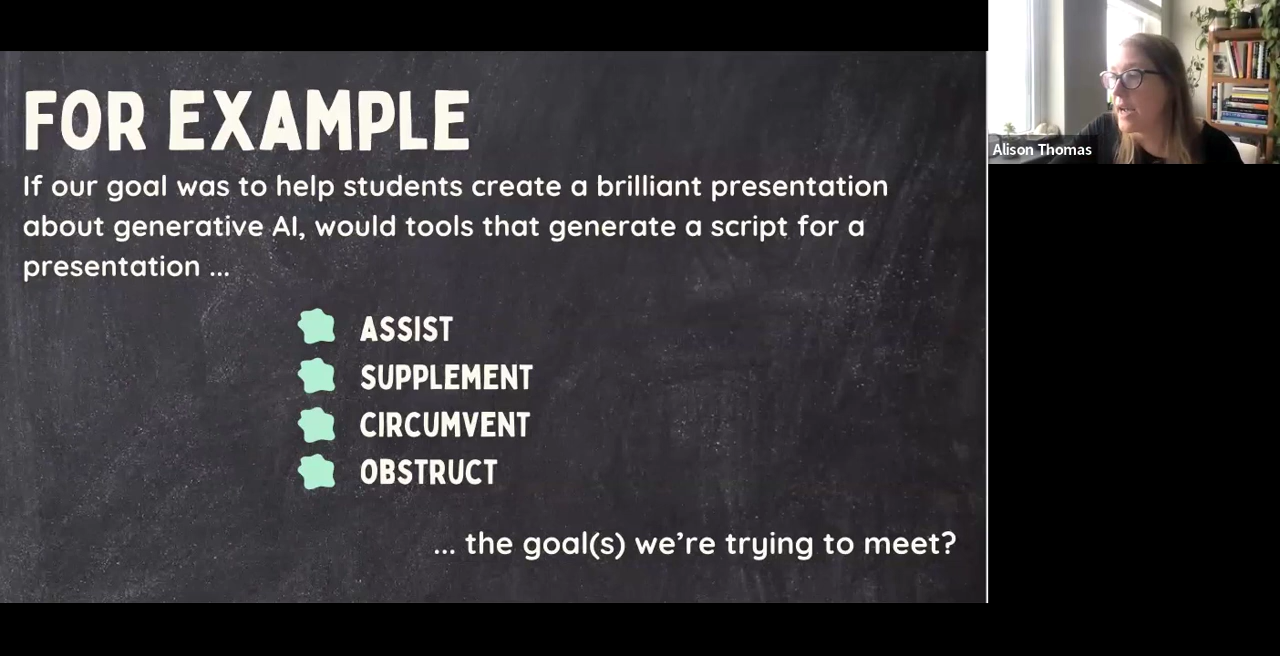 FOR EXAMPLE
If our goal was to help students create a brilliant presentation
about generative AI, would tools that generate a script for a
presentation ...
ASSIST
SUPPLEMENT
CIRCUMVENT
OBSTRUCT
... the goal(s) we're trying to meet?
Alison Thomas